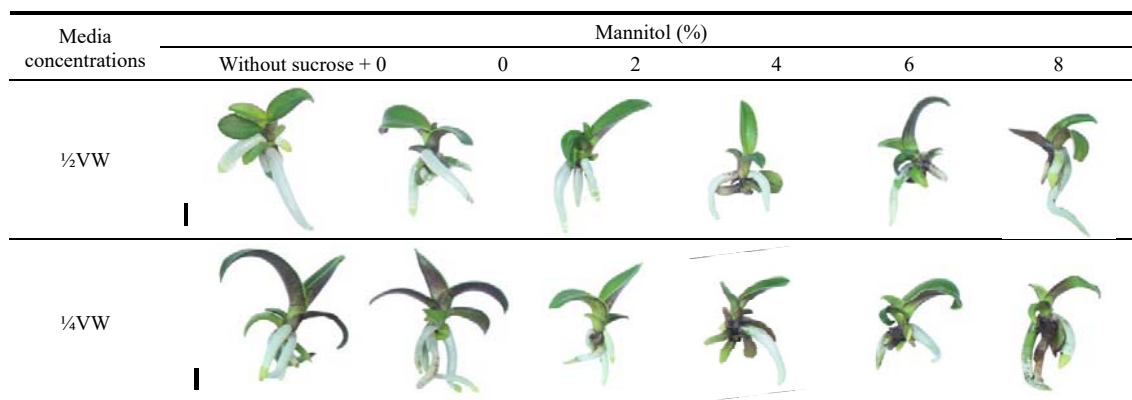 Media concentrations
Mannitol (%)
Without sucrose + 0 0 2 4 6 8
½VW
¼VW